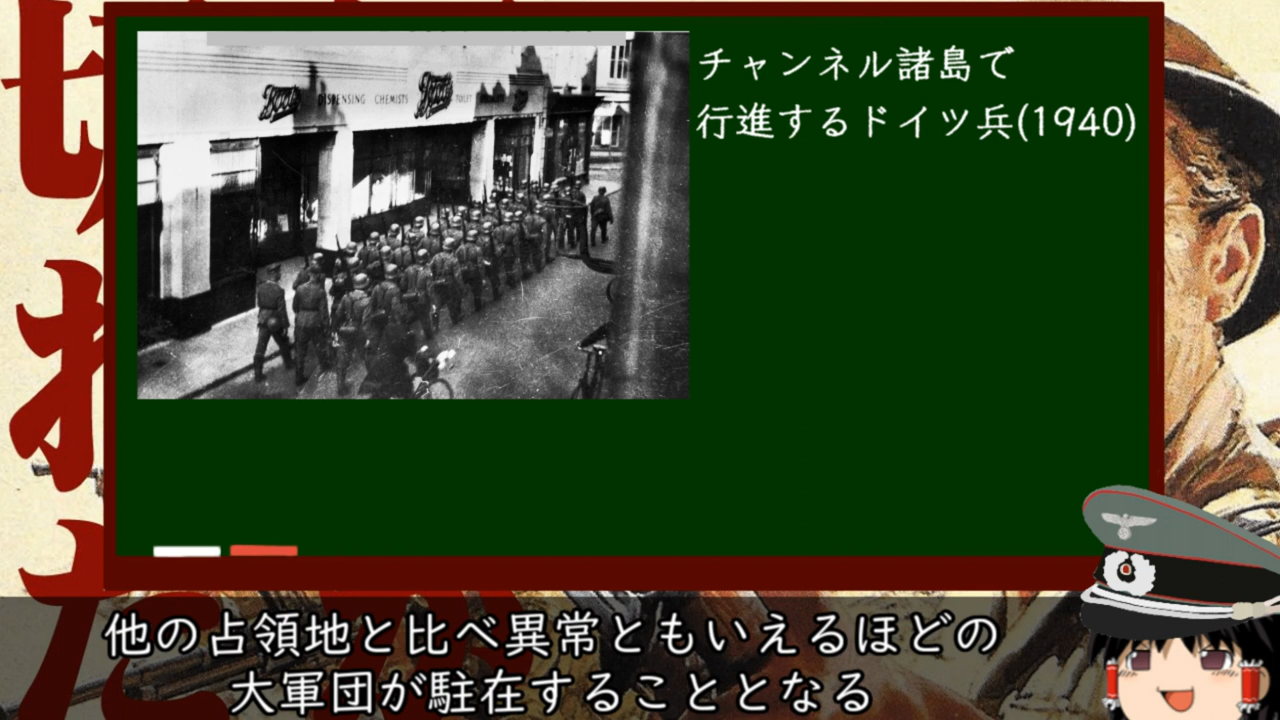 チャンネル諸島で
行進するドイツ兵(1940)
Boots DISPENSING CHEMISTS Boots TOILET
他の占領地と比べ異常ともいえるほどの
大軍団が駐在することとなる